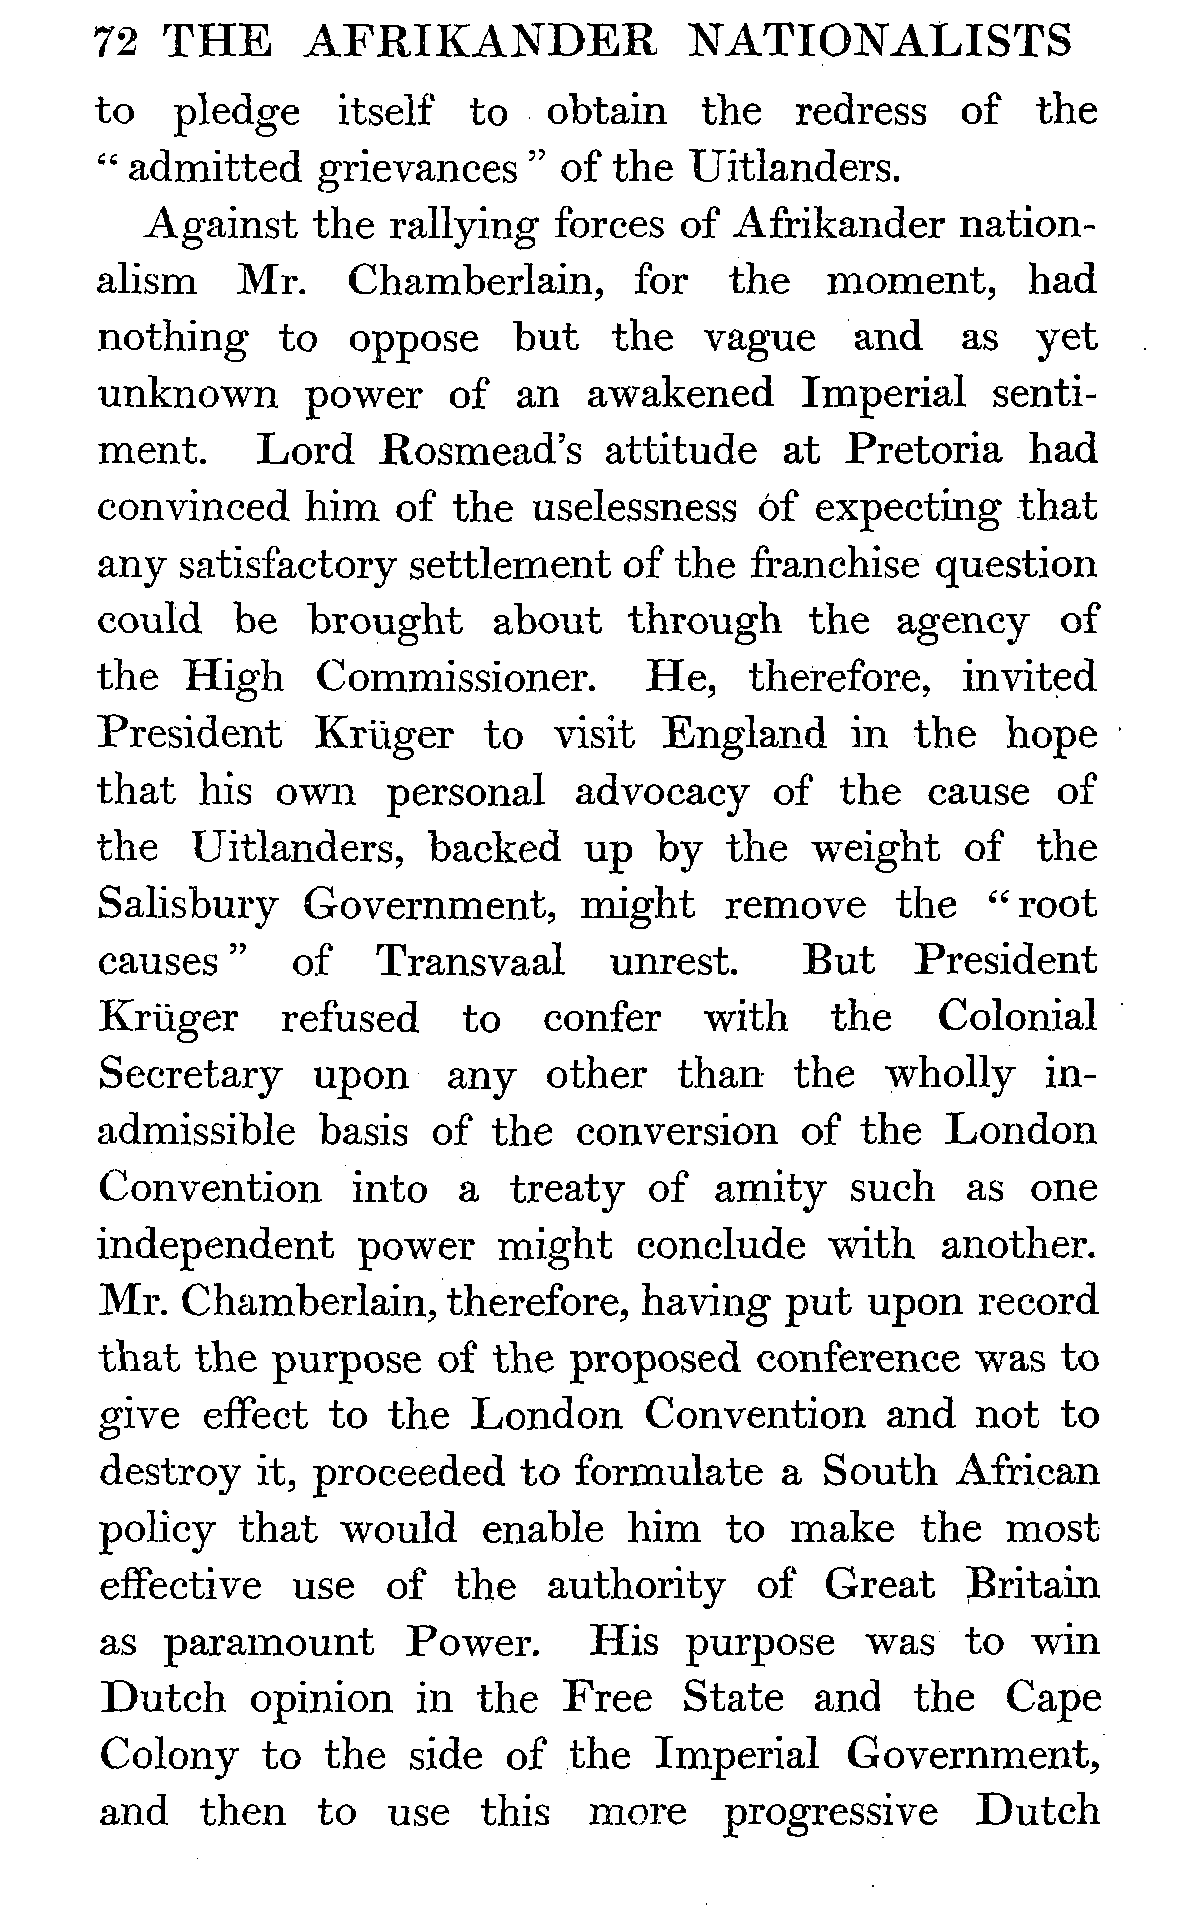 72 THE AFRIKANDER NATIONALISTS
to pledge itself to obtain the redress of the
“ admitted grievances ” of the Uitlanders.
Against the rallying forces of Afrikander nation-
alism Mr. Chamberlain, for the moment, had
nothing to oppose but the vague and as yet
unknown power of an awakened Imperial senti-
ment. Lord Rosmead’s attitude at Pretoria had
convinced him of the uselessness of expecting that
any satisfactory settlement of the franchise question
could be brought about through the agency of
the High Commissioner. He, therefore, invited
President Krüger to visit England in the hope
that his own personal advocacy of the cause of
the Uitlanders, backed up by the weight of the
Salisbury Government, might remove the “ root
causes ” of Transvaal unrest. But President
Krüger refused to confer with the Colonial
Secretary upon any other than the wholly in-
admissible basis of the conversion of the London
Convention into a treaty of amity such as one
independent power might conclude with another.
Mr. Chamberlain, therefore, having put upon record
that the purpose of the proposed conference was to
give effect to the London Convention and not to
destroy it, proceeded to formulate a South African
policy that would enable him to make the most
effective use of the authority of Great Britain
as paramount Power. His purpose was to win
Dutch opinion in the Free State and the Cape
Colony to the side of the Imperial Government,
and then to use this more progressive Dutch